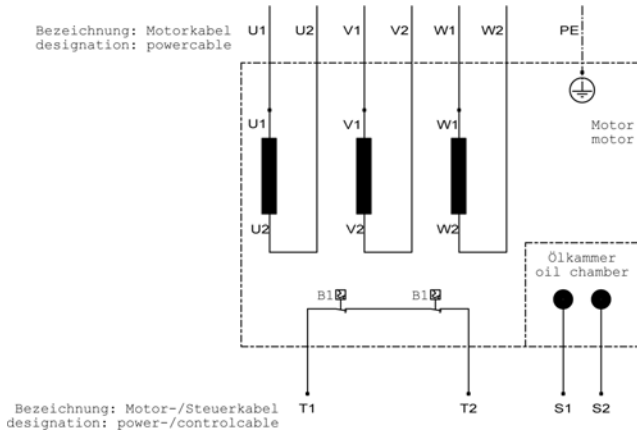 Bezeichnung: Motorkabel U1 U2 V1 V2 W1 W2 PE
designation: powercable
U1 V1 W1 Motor
motor
U2 V2 W2
Ölkammer
oil chamber
B1 B1
Bezeichnung: Motor-/Steuerkabel T1 T2 S1 S2
designation: power-/controlcable